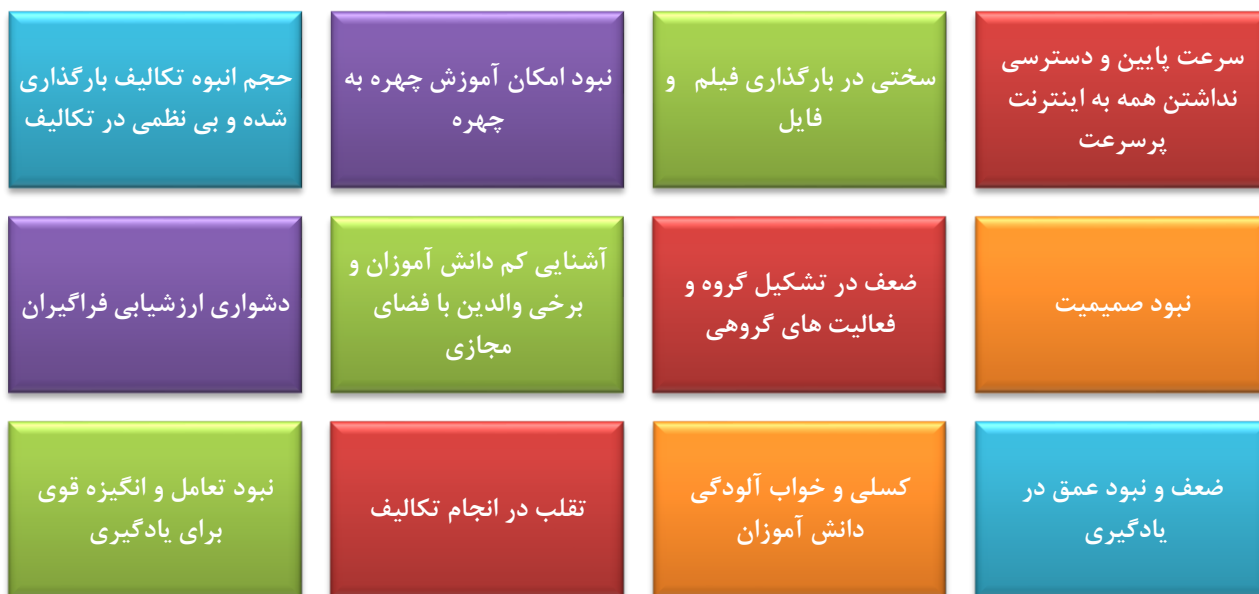 سرعت پایین و دسترسی
نداشتن همه به اینترنت
پرسرعت
سختی در بارگذاری فیلم و
فایل
نبود امکان آموزش چهره به
چهره
حجم انبوه تکالیف بارگذاری
شده و بی نظمی در تکالیف
نبود صمیمیت
ضعف در تشکیل گروه و
فعالیت های گروهی
آشنایی کم دانش آموزان و
برخی والدین با فضای
مجازی
دشواری ارزشیابی فراگیران
ضعف و نبود عمق در
یادگیری
کسلی و خواب آلودگی
دانش آموزان
تقلب در انجام تکالیف
نبود تعامل و انگیزه قوی
برای یادگیری